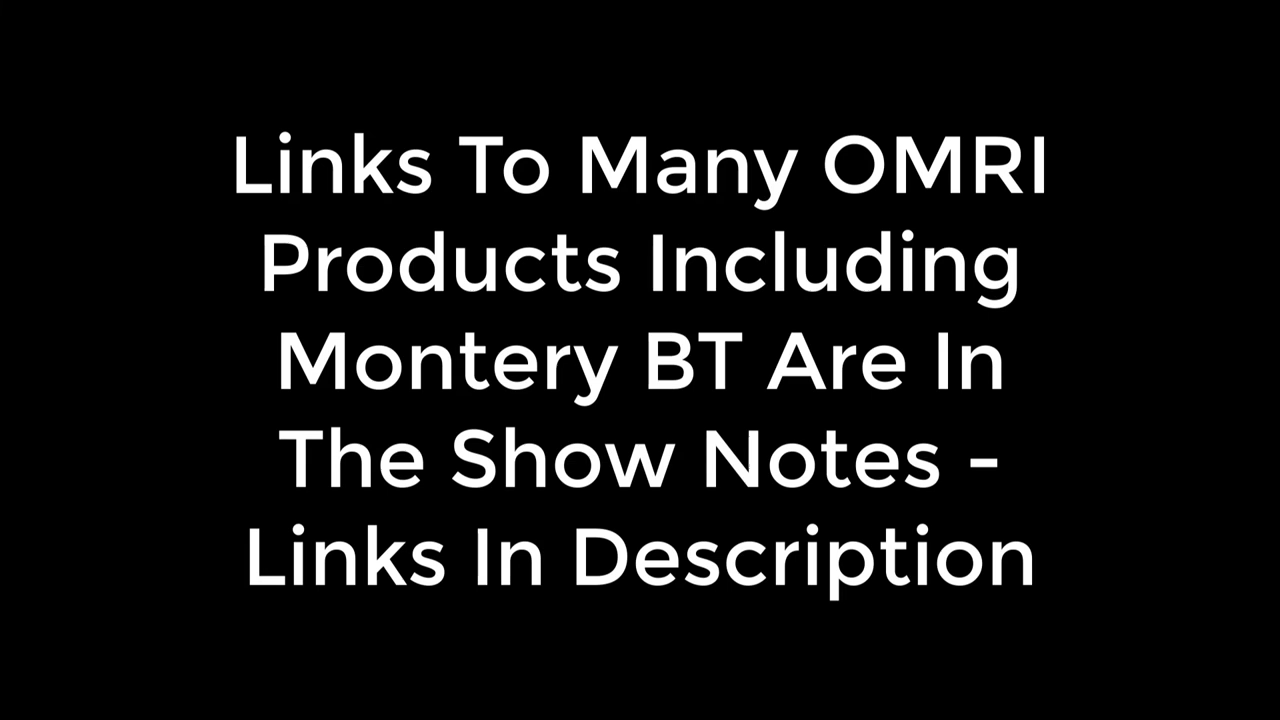 Links To Many OMRI
Products Including
Montery BT Are In
The Show Notes -
Links In Description